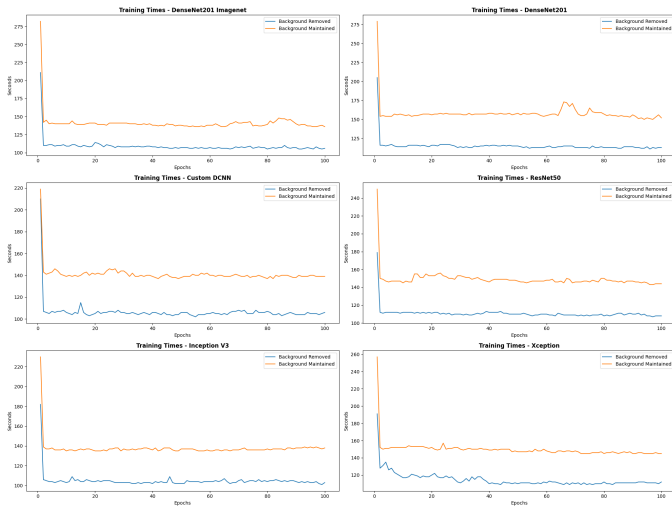 Training Times - DenseNet201 Imagenet
Background Removed
Background Maintained
Seconds
275
250
225
200
175
150
125
100
0
20
40
60
80
100
Epochs
Training Times - DenseNet201
Background Removed
Background Maintained
Seconds
275
250
225
200
175
150
125
0
20
40
60
80
100
Epochs
Training Times - Custom DCNN
Background Removed
Background Maintained
Seconds
220
200
180
160
140
120
100
0
20
40
60
80
100
Epochs
Training Times - ResNet50
Background Removed
Background Maintained
Seconds
240
220
200
180
160
140
120
100
0
20
40
60
80
100
Epochs
Training Times - Inception V3
Background Removed
Background Maintained
Seconds
220
200
180
160
140
120
100
0
20
40
60
80
100
Epochs
Training Times - Xception
Background Removed
Background Maintained
Seconds
260
240
220
200
180
160
140
120
0
20
40
60
80
100
Epochs